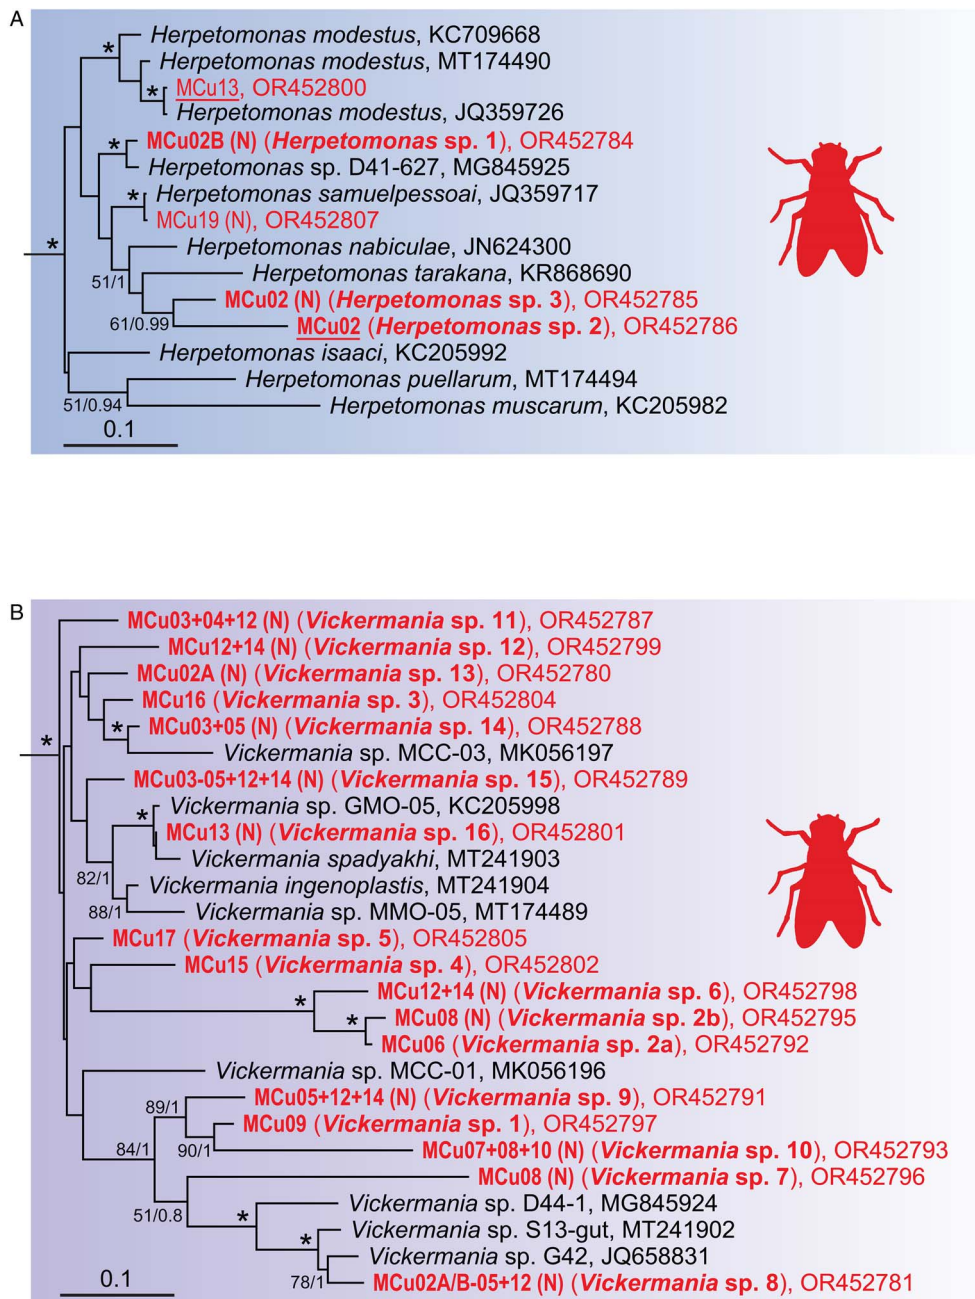 A
Herpetomonas modestus, KC709668
*
Herpetomonas modestus, MT174490
* MCu13, OR452800
Herpetomonas modestus, JQ359726
* MCu02B (N) (Herpetomonas sp. 1), OR452784
Herpetomonas sp. D41-627, MG845925
* Herpetomonas samuelpessoai, JQ359717
MCu19 (N), OR452807
* Herpetomonas nabiculae, JN624300
Herpetomonas tarakana, KR868690
51/1
MCu02 (N) (Herpetomonas sp. 3), OR452785
61/0.99 MCu02 (Herpetomonas sp. 2), OR452786
Herpetomonas isaaci, KC205992
Herpetomonas puellarum, MT174494
51/0.94 Herpetomonas muscarum, KC205982
0.1
B
MCu03+04+12 (N) (Vickermania sp. 11), OR452787
MCu12+14 (N) (Vickermania sp. 12), OR452799
MCu02A (N) (Vickermania sp. 13), OR452780
MCu16 (Vickermania sp. 3), OR452804
* MCu03+05 (N) (Vickermania sp. 14), OR452788
* Vickermania sp. MCC-03, MK056197
MCu03-05+12+14 (N) (Vickermania sp. 15), OR452789
Vickermania sp. GMO-05, KC205998
* MCu13 (N) (Vickermania sp. 16), OR452801
Vickermania spadyakhi, MT241903
82/1
Vickermania ingenoplastis, MT241904
88/1 Vickermania sp. MMO-05, MT174489
MCu17 (Vickermania sp. 5), OR452805
MCu15 (Vickermania sp. 4), OR452802
* MCu12+14 (N) (Vickermania sp. 6), OR452798
* MCu08 (N) (Vickermania sp. 2b), OR452795
MCu06 (Vickermania sp. 2a), OR452792
Vickermania sp. MCC-01, MK056196
89/1 MCu05+12+14 (N) (Vickermania sp. 9), OR452791
MCu09 (Vickermania sp. 1), OR452797
84/1 90/1 MCu07+08+10 (N) (Vickermania sp. 10), OR452793
MCu08 (N) (Vickermania sp. 7), OR452796
51/0.8 * Vickermania sp. D44-1, MG845924
* Vickermania sp. S13-gut, MT241902
Vickermania sp. G42, JQ658831
78/1 MCu02A/B-05+12 (N) (Vickermania sp. 8), OR452781
0.1